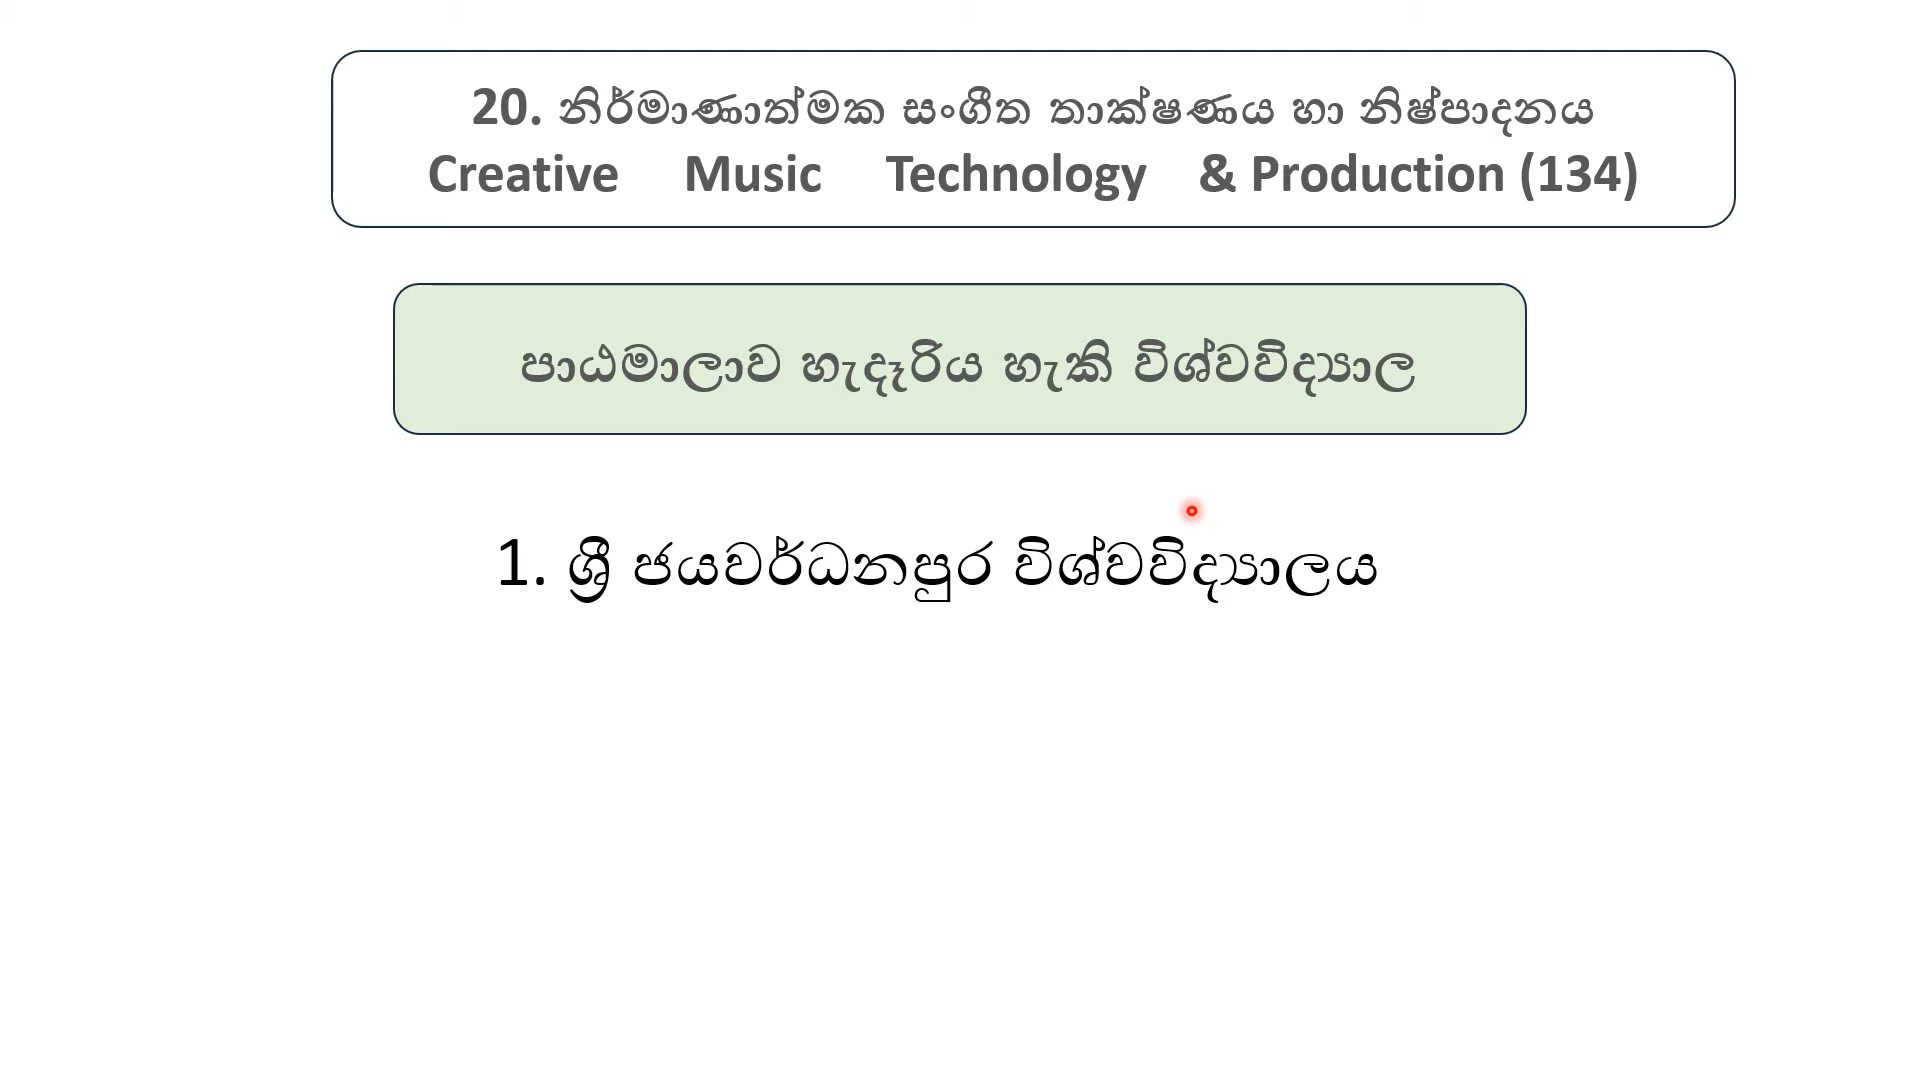 20. නිර්මාණාත්මක සංගීත තාක්ෂණය හා නිෂ්පාදනය
Creative Music Technology & Production (134)
පාඨමාලාව හැදෑරිය හැකි විශ්වවිද්‍යාල
1. ශ්‍රී ජයවර්ධනපුර විශ්වවිද්‍යාලය